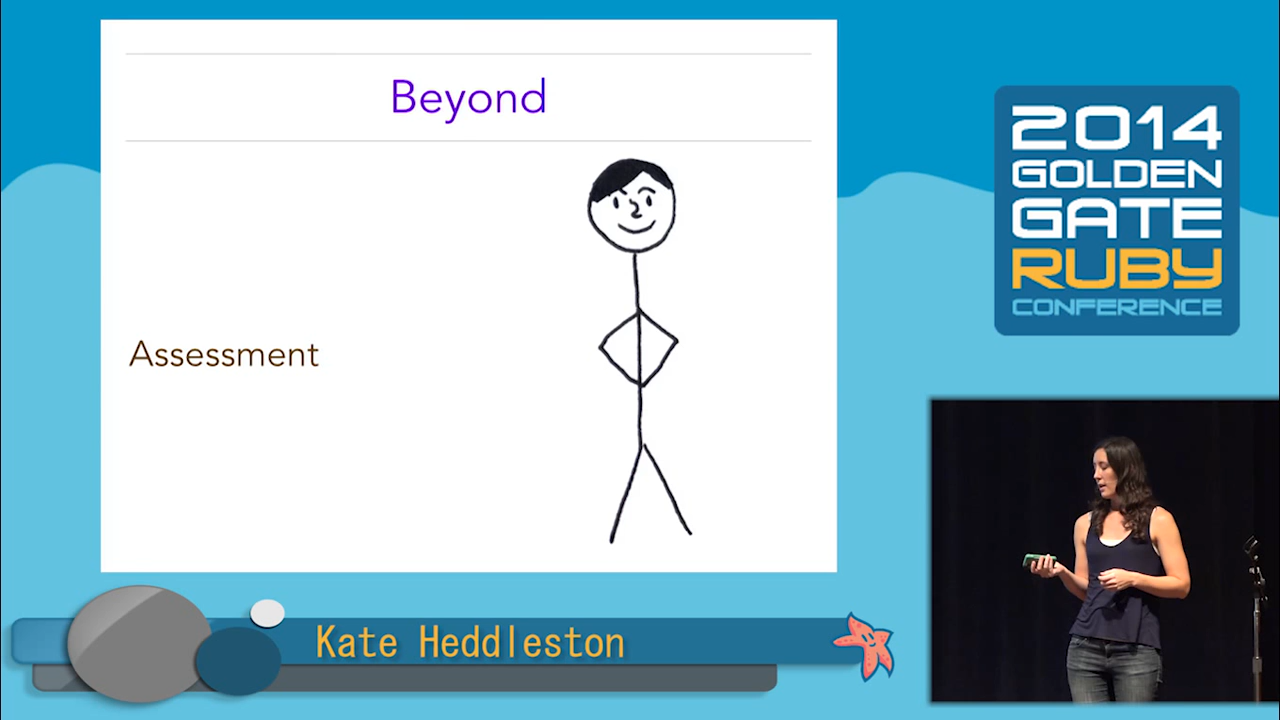 Beyond
Assessment
2014
GOLDEN
GATE
RUBY
CONFERENCE
Kate Heddleston